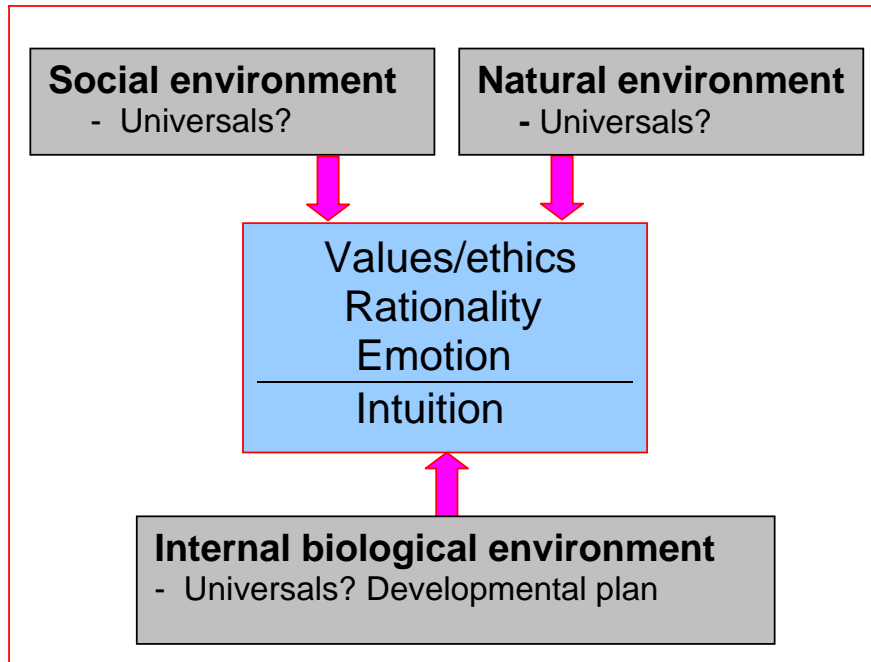 Social environment
- Universals?
Natural environment
- Universals?
Values/ethics
Rationality
Emotion
Intuition
Internal biological environment
- Universals? Developmental plan